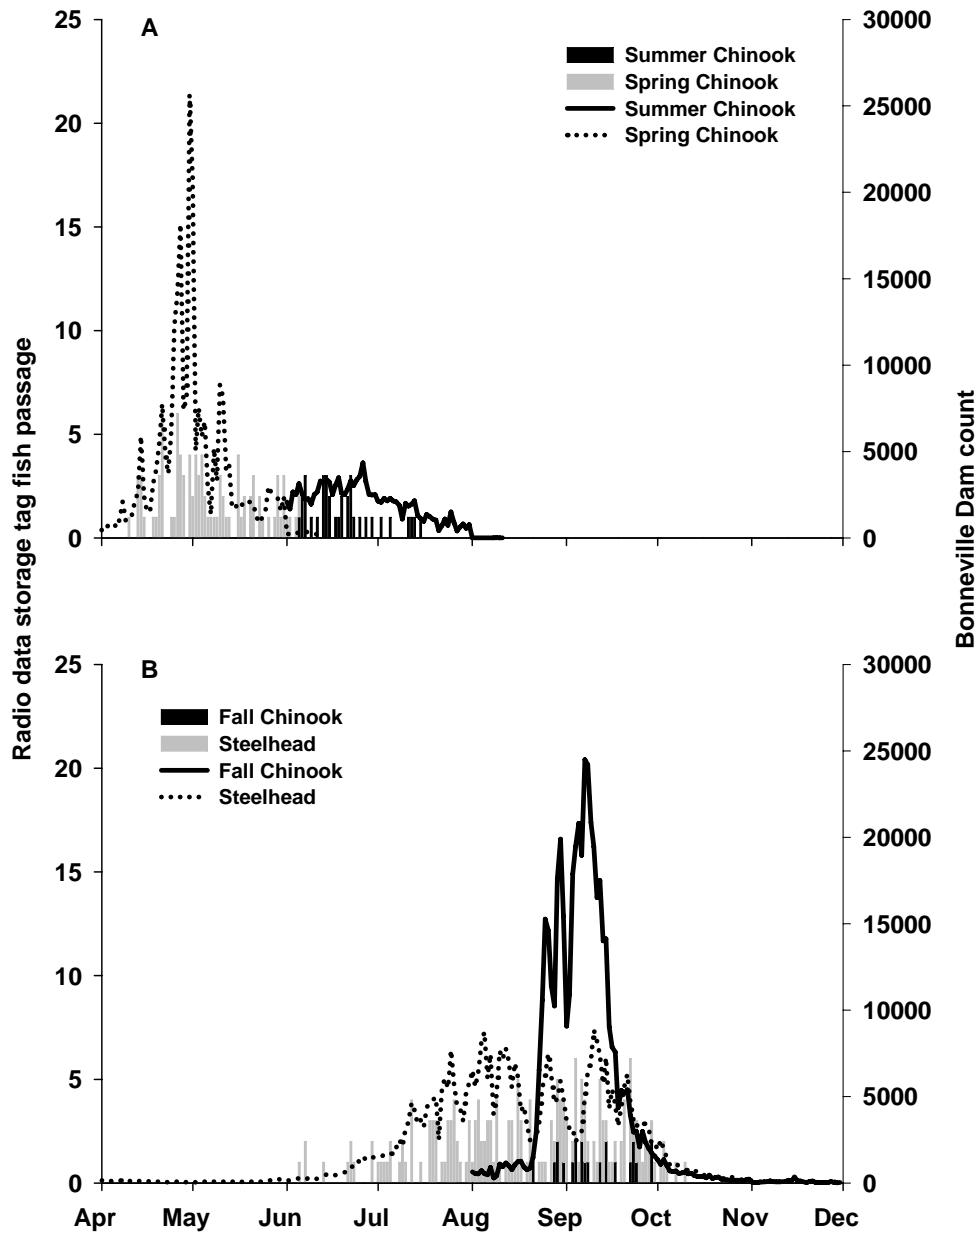 A
25
20
15
10
5
0
30000
25000
20000
15000
10000
5000
0
Summer Chinook
Spring Chinook
Summer Chinook
Spring Chinook
Radio data storage tag fish passage
Bonneville Dam count
B
25
20
15
10
5
0
30000
25000
20000
15000
10000
5000
0
Fall Chinook
Steelhead
Fall Chinook
Steelhead
Apr May Jun Jul Aug Sep Oct Nov Dec